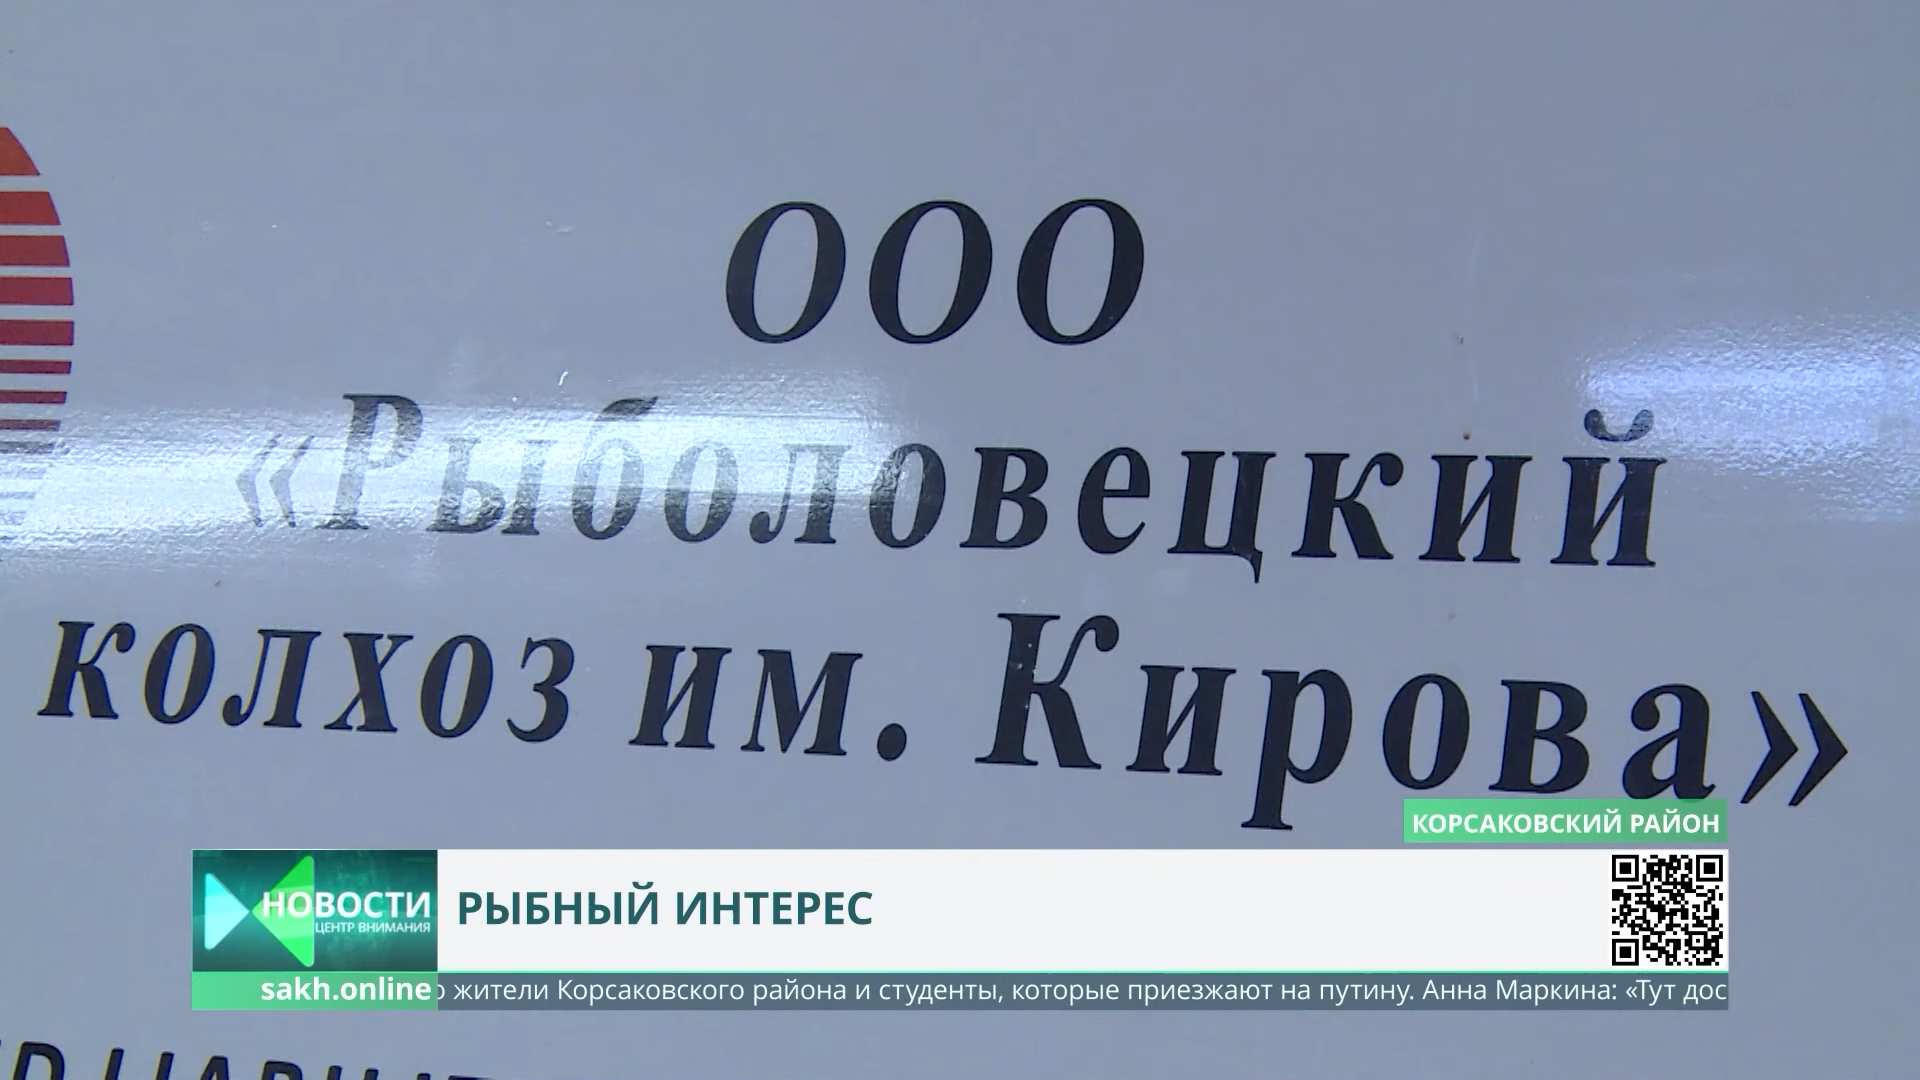 ООО
«Рыболовецкий
колхоз им. Кирова»
КОРСАКОВСКИЙ РАЙОН
НОВОСТИ
ЦЕНТР ВНИМАНИЯ
РЫБНЫЙ ИНТЕРЕС
sakh.online
жители Корсаковского района и студенты, которые приезжают на путину. Анна Маркина: «Тут дос